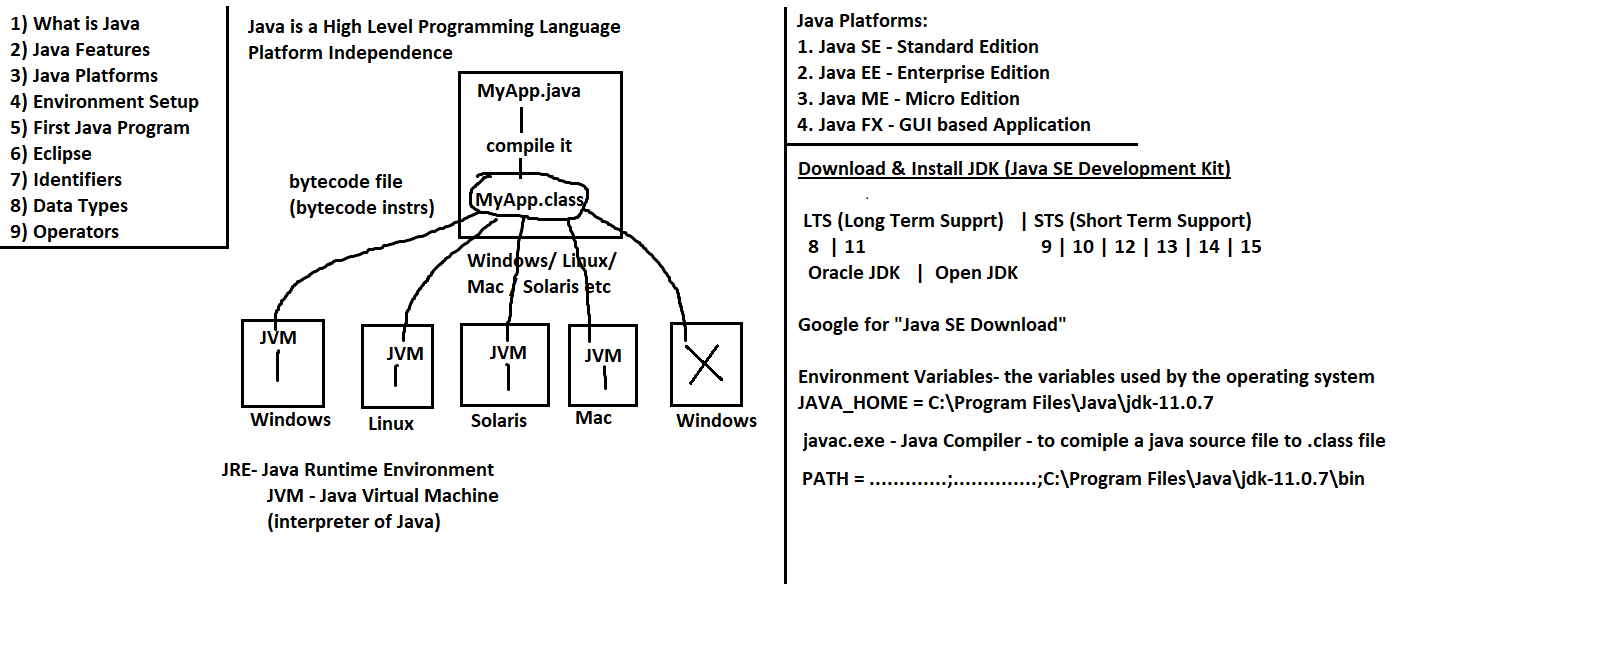 1) What is Java
2) Java Features
3) Java Platforms
4) Environment Setup
5) First Java Program
6) Eclipse
7) Identifiers
8) Data Types
9) Operators
Java is a High Level Programming Language
Platform Independence
MyApp.java
compile it
bytecode file
(bytecode instrs)
MyApp.class
Windows/ Linux/
Mac / Solaris etc
JVM
JVM
JVM
JVM
Windows
Linux
Solaris
Mac
Windows
JRE- Java Runtime Environment
JVM - Java Virtual Machine
(interpreter of Java)
Java Platforms:
1. Java SE - Standard Edition
2. Java EE - Enterprise Edition
3. Java ME - Micro Edition
4. Java FX - GUI based Application
Download & Install JDK (Java SE Development Kit)
LTS (Long Term Supprt) | STS (Short Term Support)
8 | 11 9 | 10 | 12 | 13 | 14 | 15
Oracle JDK | Open JDK
Google for "Java SE Download"
Environment Variables- the variables used by the operating system
JAVA_HOME = C:\Program Files\Java\jdk-11.0.7
javac.exe - Java Compiler - to comiple a java source file to .class file
PATH = .............;..............;C:\Program Files\Java\jdk-11.0.7\bin